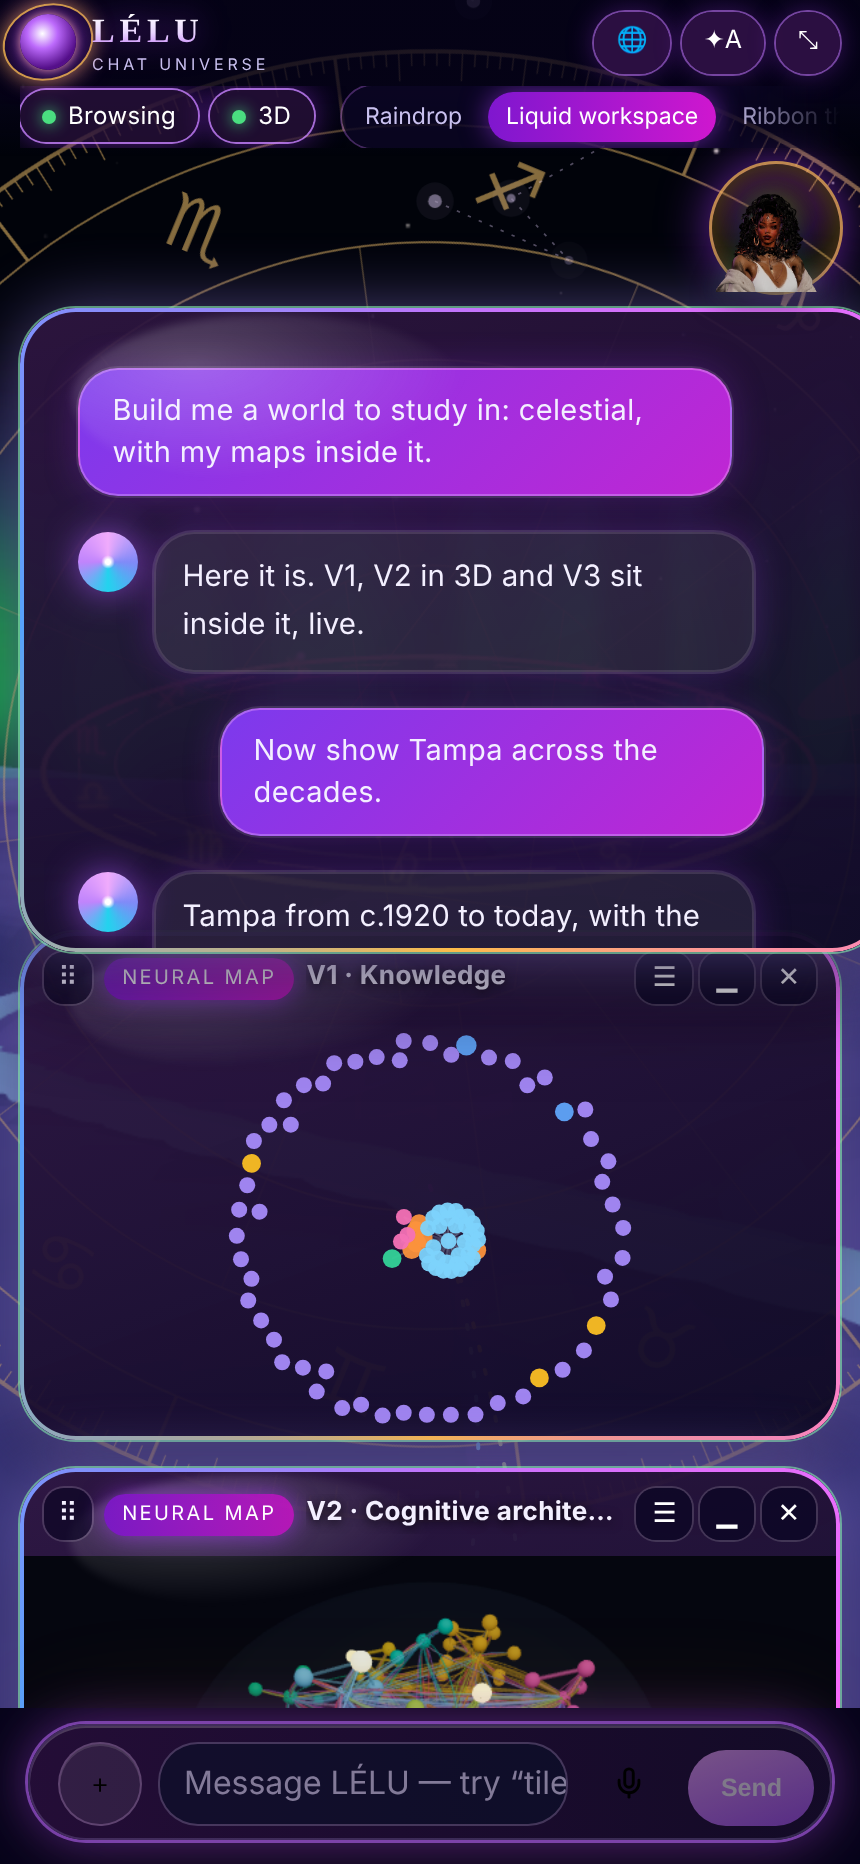 LÉLU
CHAT UNIVERSE
🌐
✦A
⤡
Browsing
3D
Raindrop
Liquid workspace
Ribbon
Build me a world to study in: celestial,
with my maps inside it.
Here it is. V1, V2 in 3D and V3 sit
inside it, live.
Now show Tampa across the
decades.
Tampa from c.1920 to today, with the
NEURAL MAP
V1 · Knowledge
NEURAL MAP
V2 · Cognitive archite...
+
Message LÉLU — try “tile
Send